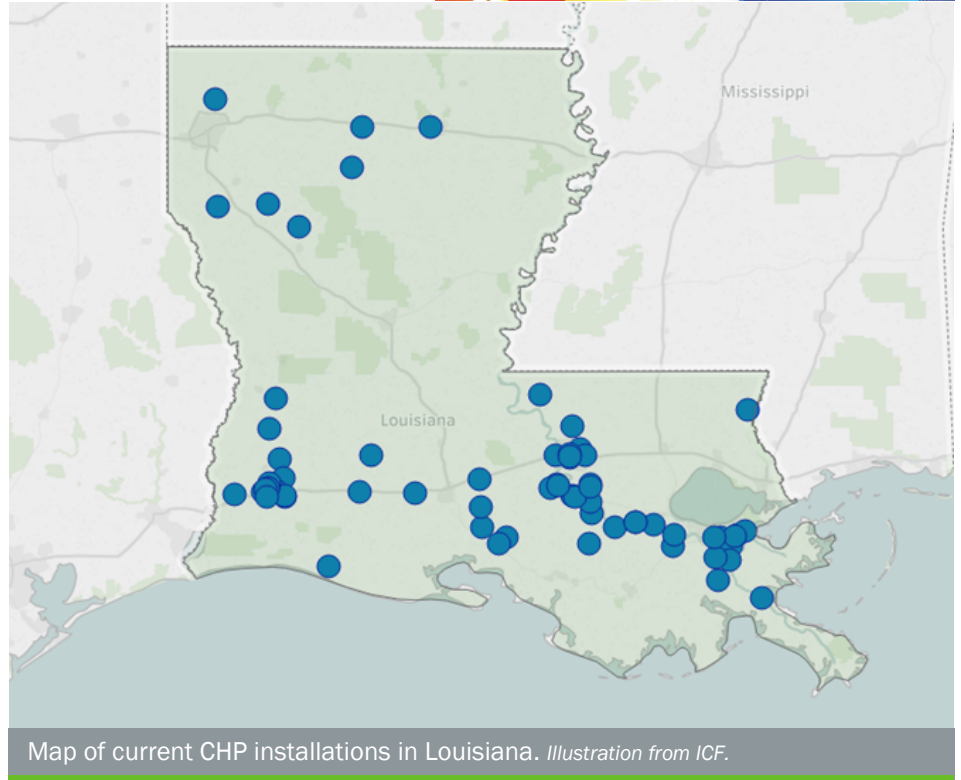 Mississippi
Louisiana
Map of current CHP installations in Louisiana. Illustration from ICF.